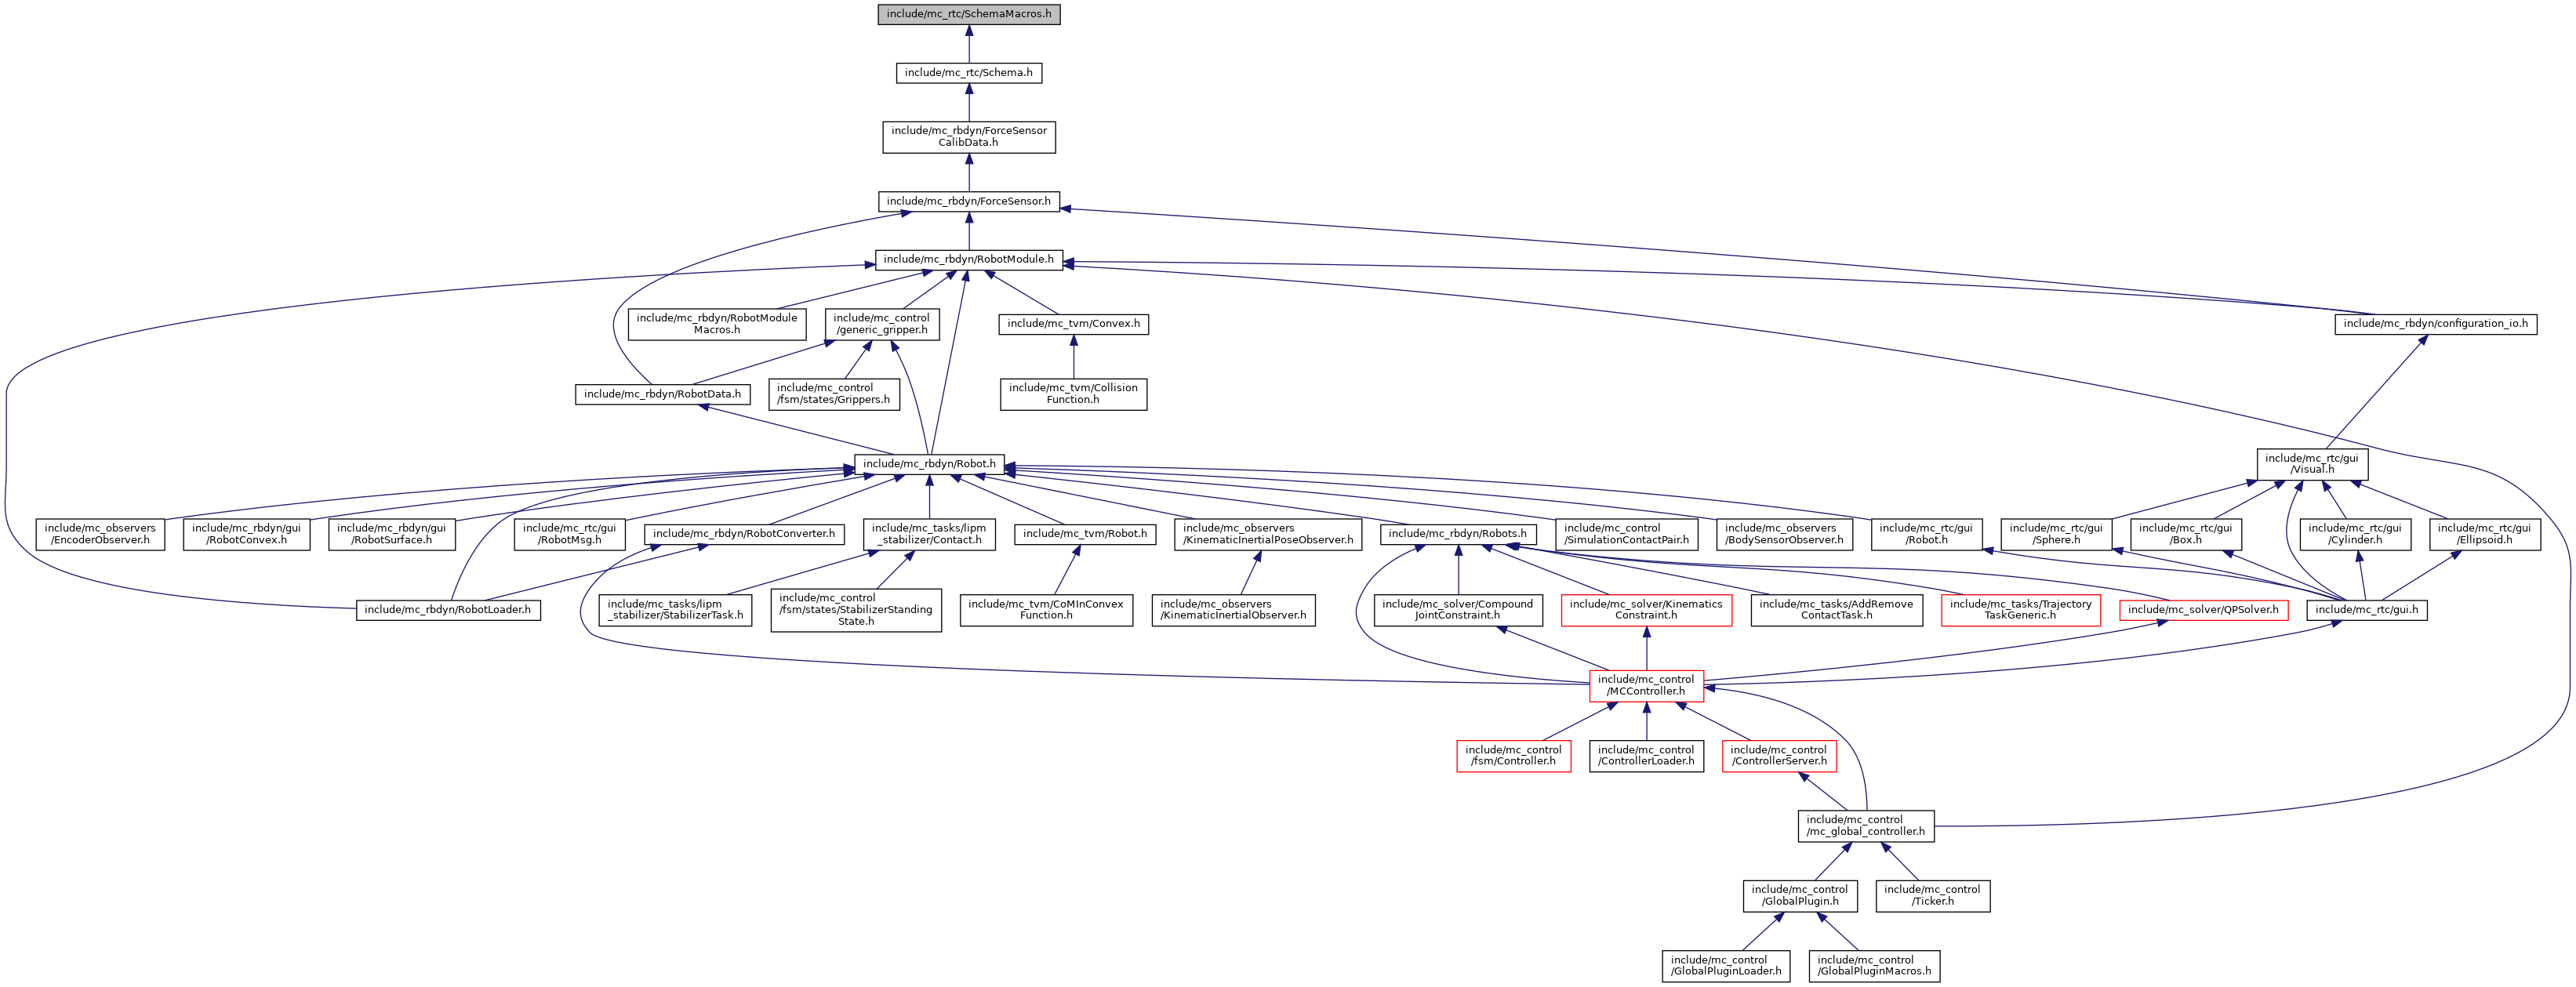 include/mc_rtc/SchemaMacros.h
include/mc_rtc/Schema.h
include/mc_rbdyn/ForceSensor
CalibData.h
include/mc_rbdyn/ForceSensor.h
include/mc_rbdyn/RobotModule.h
include/mc_rbdyn/RobotModule
Macros.h
include/mc_control
/generic_gripper.h
include/mc_tvm/Convex.h
include/mc_rbdyn/configuration_io.h
include/mc_rbdyn/RobotData.h
include/mc_control
/fsm/states/Grippers.h
include/mc_tvm/Collision
Function.h
include/mc_rbdyn/Robot.h
include/mc_rtc/gui
/Visual.h
include/mc_observers
/EncoderObserver.h
include/mc_rbdyn/gui
/RobotConvex.h
include/mc_rbdyn/gui
/RobotSurface.h
include/mc_rtc/gui
/RobotMsg.h
include/mc_rbdyn/RobotConverter.h
include/mc_tasks/lipm
_stabilizer/Contact.h
include/mc_tvm/Robot.h
include/mc_observers
/KinematicInertialPoseObserver.h
include/mc_rbdyn/Robots.h
include/mc_control
/SimulationContactPair.h
include/mc_observers
/BodySensorObserver.h
include/mc_rtc/gui
/Robot.h
include/mc_rtc/gui
/Sphere.h
include/mc_rtc/gui
/Box.h
include/mc_rtc/gui
/Cylinder.h
include/mc_rtc/gui
/Ellipsoid.h
include/mc_rbdyn/RobotLoader.h
include/mc_tasks/lipm
_stabilizer/StabilizerTask.h
include/mc_control
/fsm/states/StabilizerStanding
State.h
include/mc_tvm/CoMInConvex
Function.h
include/mc_observers
/KinematicInertialObserver.h
include/mc_solver/Compound
JointConstraint.h
include/mc_solver/Kinematics
Constraint.h
include/mc_tasks/AddRemove
ContactTask.h
include/mc_tasks/Trajectory
TaskGeneric.h
include/mc_solver/QPSolver.h
include/mc_rtc/gui.h
include/mc_control
/MCController.h
include/mc_control
/fsm/Controller.h
include/mc_control
/ControllerLoader.h
include/mc_control
/ControllerServer.h
include/mc_control
/mc_global_controller.h
include/mc_control
/GlobalPlugin.h
include/mc_control
/Ticker.h
include/mc_control
/GlobalPluginLoader.h
include/mc_control
/GlobalPluginMacros.h